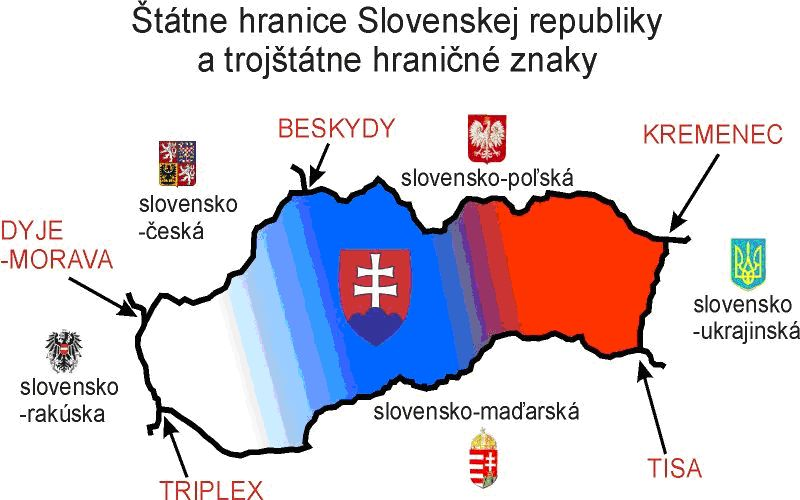 Štátne hranice Slovenskej republiky
a trojštátne hraničné znaky
BESKYDY
KREMENEC
slovensko-poľská
slovensko
-česká
DYJE
-MORAVA
slovensko
-ukrajinská
slovensko
-rakúska
slovensko-maďarská
TISA
TRIPLEX